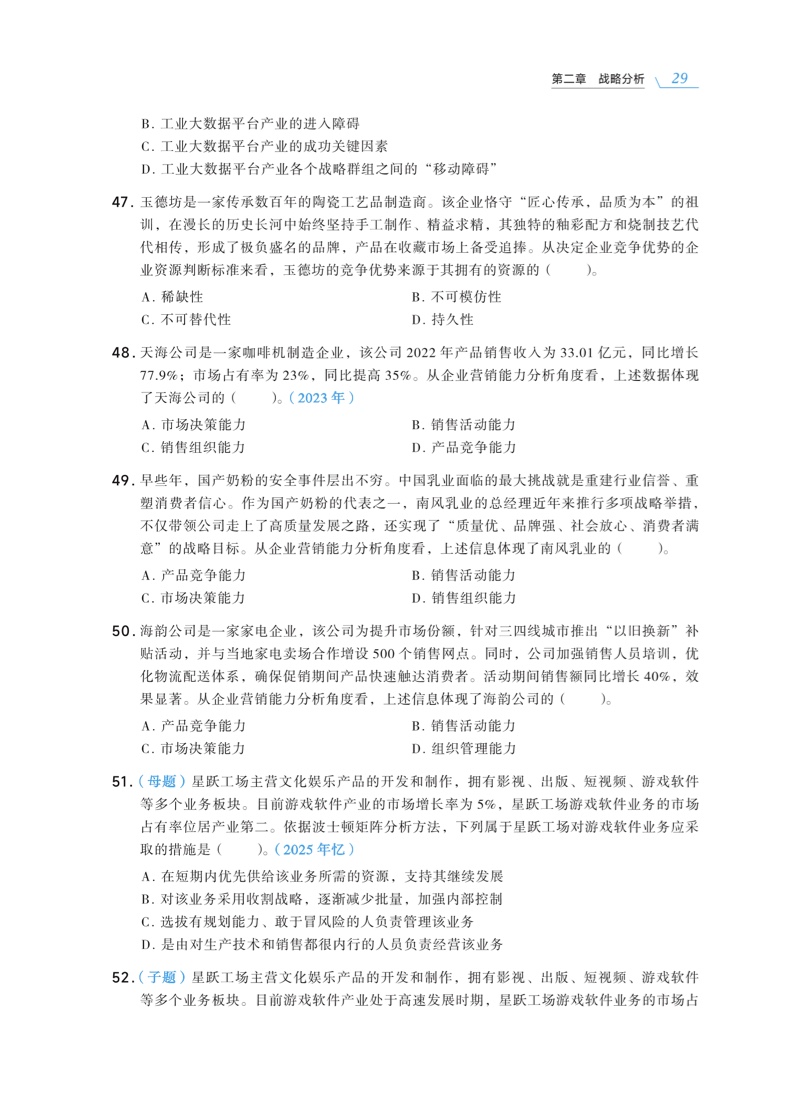 第二章 战略分析 29
B. 工业大数据平台产业的进入障碍
C. 工业大数据平台产业的成功关键因素
D. 工业大数据平台产业各个战略群组之间的“移动障碍”
47. 玉德坊是一家传承数百年的陶瓷工艺品制造商。该企业恪守“匠心传承，品质为本”的祖
训，在漫长的历史长河中始终坚持手工制作、精益求精，其独特的釉彩配方和烧制技艺代
代相传，形成了极负盛名的品牌，产品在收藏市场上备受追捧。从决定企业竞争优势的企
业资源判断标准来看，玉德坊的竞争优势来源于其拥有的资源的（　　）。
A. 稀缺性 B. 不可模仿性
C. 不可替代性 D. 持久性
48. 天海公司是一家咖啡机制造企业，该公司 2022 年产品销售收入为 33.01 亿元，同比增长
77.9%；市场占有率为 23%，同比提高 35%。从企业营销能力分析角度看，上述数据体现
了天海公司的（　　）。（2023 年）
A. 市场决策能力 B. 销售活动能力
C. 销售组织能力 D. 产品竞争能力
49. 早些年，国产奶粉的安全事件层出不穷。中国乳业面临的最大挑战就是重建行业信誉、重
塑消费者信心。作为国产奶粉的代表之一，南风乳业的总经理近年来推行多项战略举措，
不仅带领公司走上了高质量发展之路，还实现了“质量优、品牌强、社会放心、消费者满
意”的战略目标。从企业营销能力分析角度看，上述信息体现了南风乳业的（　　）。
A. 产品竞争能力 B. 销售活动能力
C. 市场决策能力 D. 销售组织能力
50. 海韵公司是一家家电企业，该公司为提升市场份额，针对三四线城市推出“以旧换新”补
贴活动，并与当地家电卖场合作增设 500 个销售网点。同时，公司加强销售人员培训，优
化物流配送体系，确保促销期间产品快速触达消费者。活动期间销售额同比增长 40%，效
果显著。从企业营销能力分析角度看，上述信息体现了海韵公司的（　　）。
A. 产品竞争能力 B. 销售活动能力
C. 市场决策能力 D. 组织管理能力
51.（母题）星跃工场主营文化娱乐产品的开发和制作，拥有影视、出版、短视频、游戏软件
等多个业务板块。目前游戏软件产业的市场增长率为 5%，星跃工场游戏软件业务的市场
占有率位居产业第二。依据波士顿矩阵分析方法，下列属于星跃工场对游戏软件业务应采
取的措施是（　　）。（2025 年忆）
A. 在短期内优先供给该业务所需的资源，支持其继续发展
B. 对该业务采用收割战略，逐渐减少批量，加强内部控制
C. 选拔有规划能力、敢于冒风险的人负责管理该业务
D. 是由对生产技术和销售都很内行的人员负责经营该业务
52.（子题）星跃工场主营文化娱乐产品的开发和制作，拥有影视、出版、短视频、游戏软件
等多个业务板块。目前游戏软件产业处于高速发展时期，星跃工场游戏软件业务的市场占